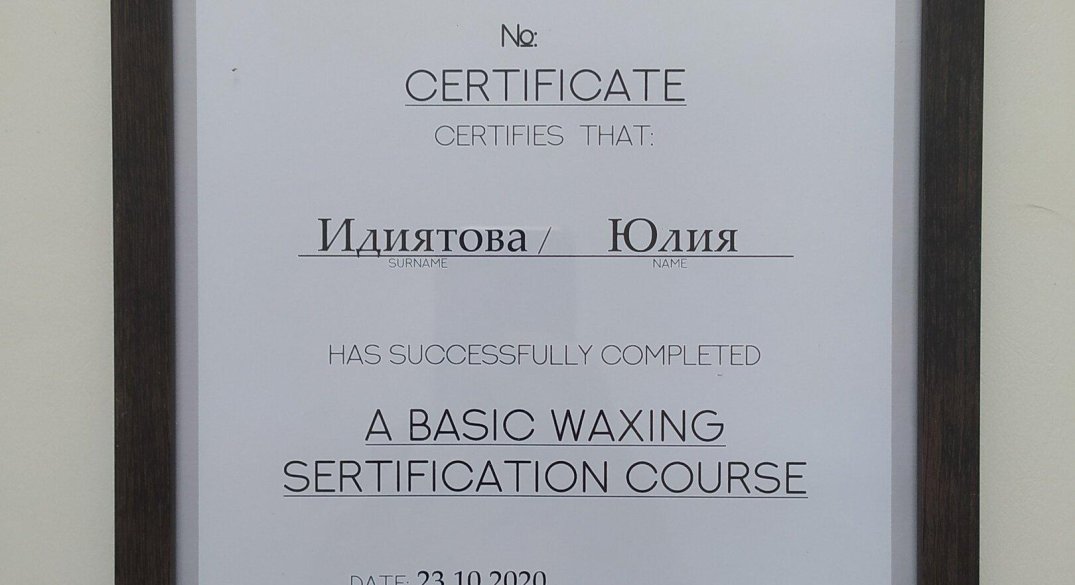 №:
CERTIFICATE
CERTIFIES THAT:
Идиятова / Юлия
SURNAME NAME
HAS SUCCESSFULLY COMPLETED
A BASIC WAXING
SERTIFICATION COURSE
DATE: 23.10.2020